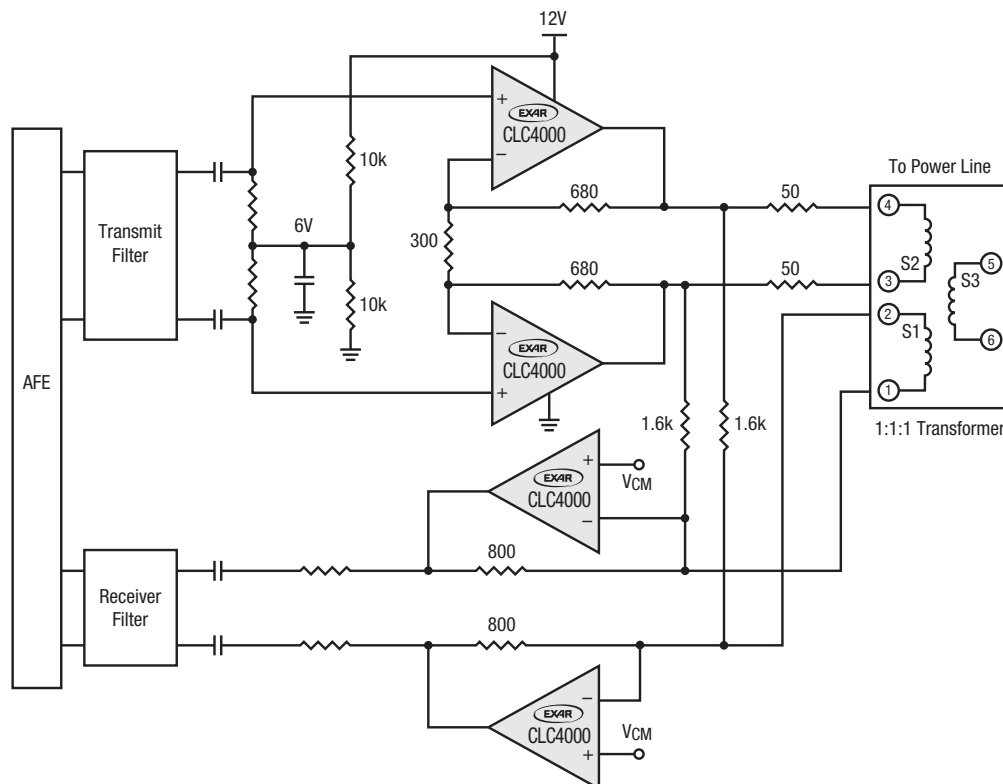 12V
+
EXAR
CLC4000
−
10k
680
50
To Power Line
4
S2
5
S3
Transmit
Filter
6V
300
680
50
3
2
S1
6
10k
−
EXAR
CLC4000
+
1
AFE
1.6k
1.6k
1:1:1 Transformer
+
VCM
EXAR
CLC4000
−
800
Receiver
Filter
800
−
EXAR
CLC4000
VCM
+